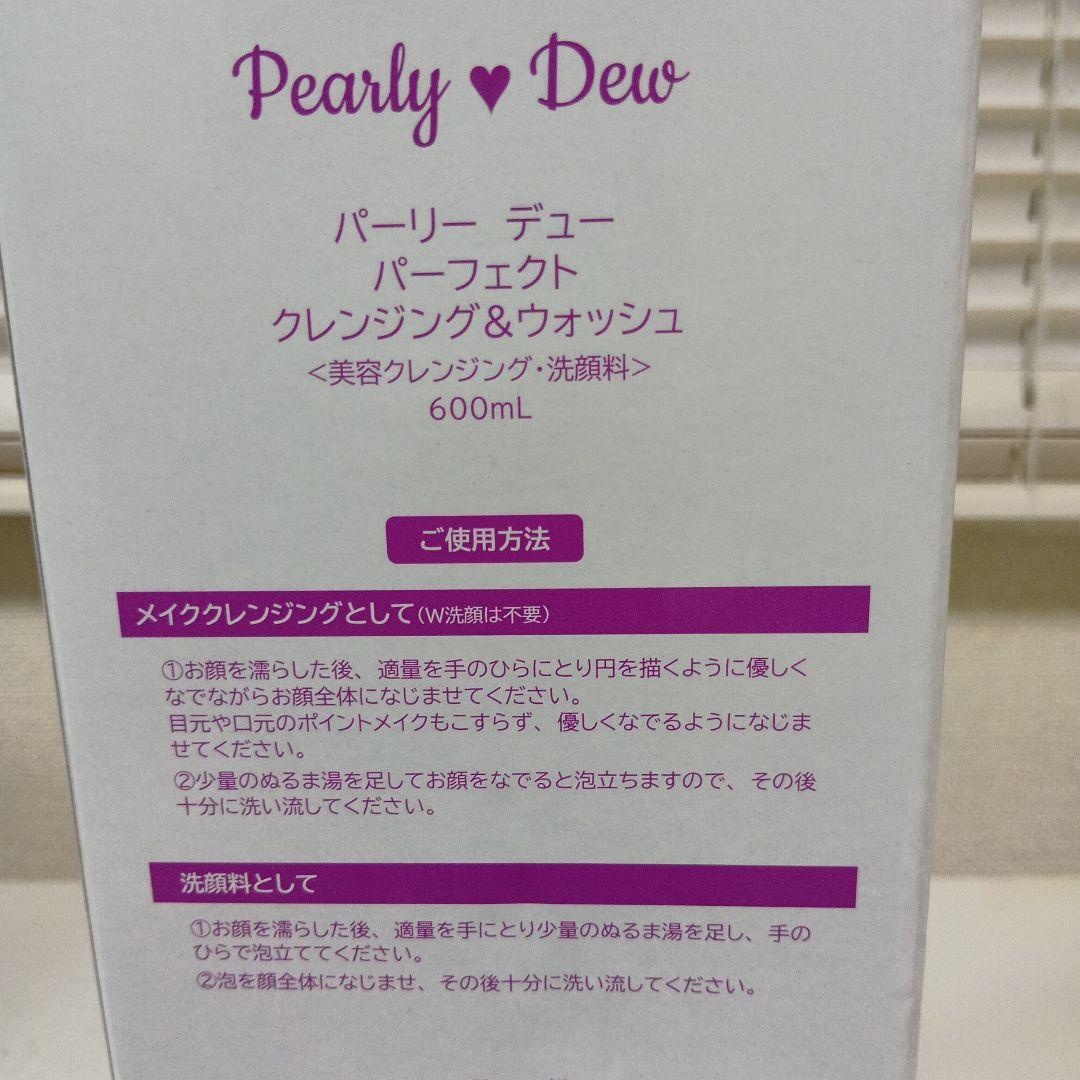 Pearly ♥ Dew
パーリー デュー
パーフェクト
クレンジング&ウォッシュ
<美容クレンジング・洗顔料>
600mL
ご使用方法
メイククレンジングとして(W洗顔は不要)
①お顔を濡らした後、適量を手のひらにとり円を描くように優しく
なでながらお顔全体になじませてください。
目元や口元のポイントメイクもこすらず、優しくなでるようになじま
せてください。
②少量のぬるま湯を足してお顔をなでると泡立ちますので、その後
十分に洗い流してください。
洗顔料として
①お顔を濡らした後、適量を手にとり少量のぬるま湯を足し、手の
ひらで泡立ててください。
②泡を顔全体になじませ、その後十分に洗い流してください。